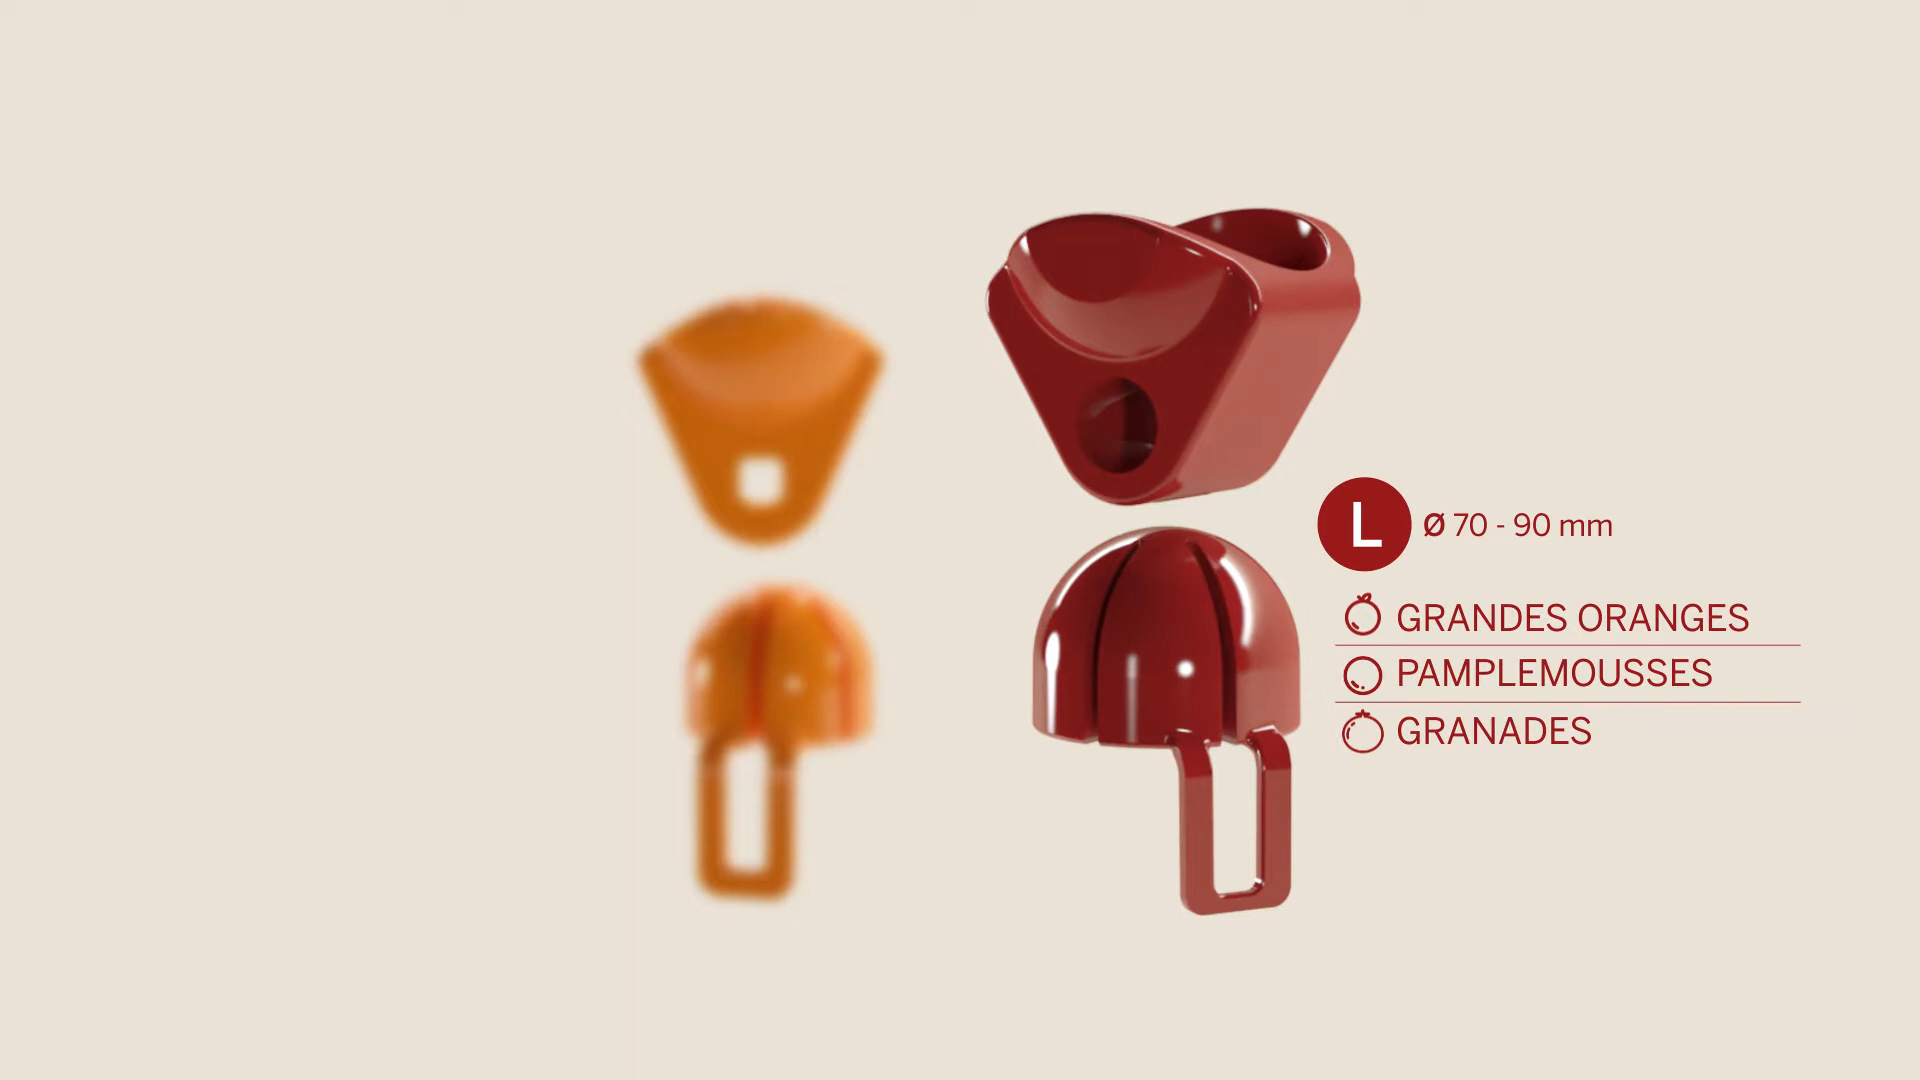 L
Ø 70 - 90 mm
GRANDES ORANGES
PAMPLEMOUSSES
GRANADES